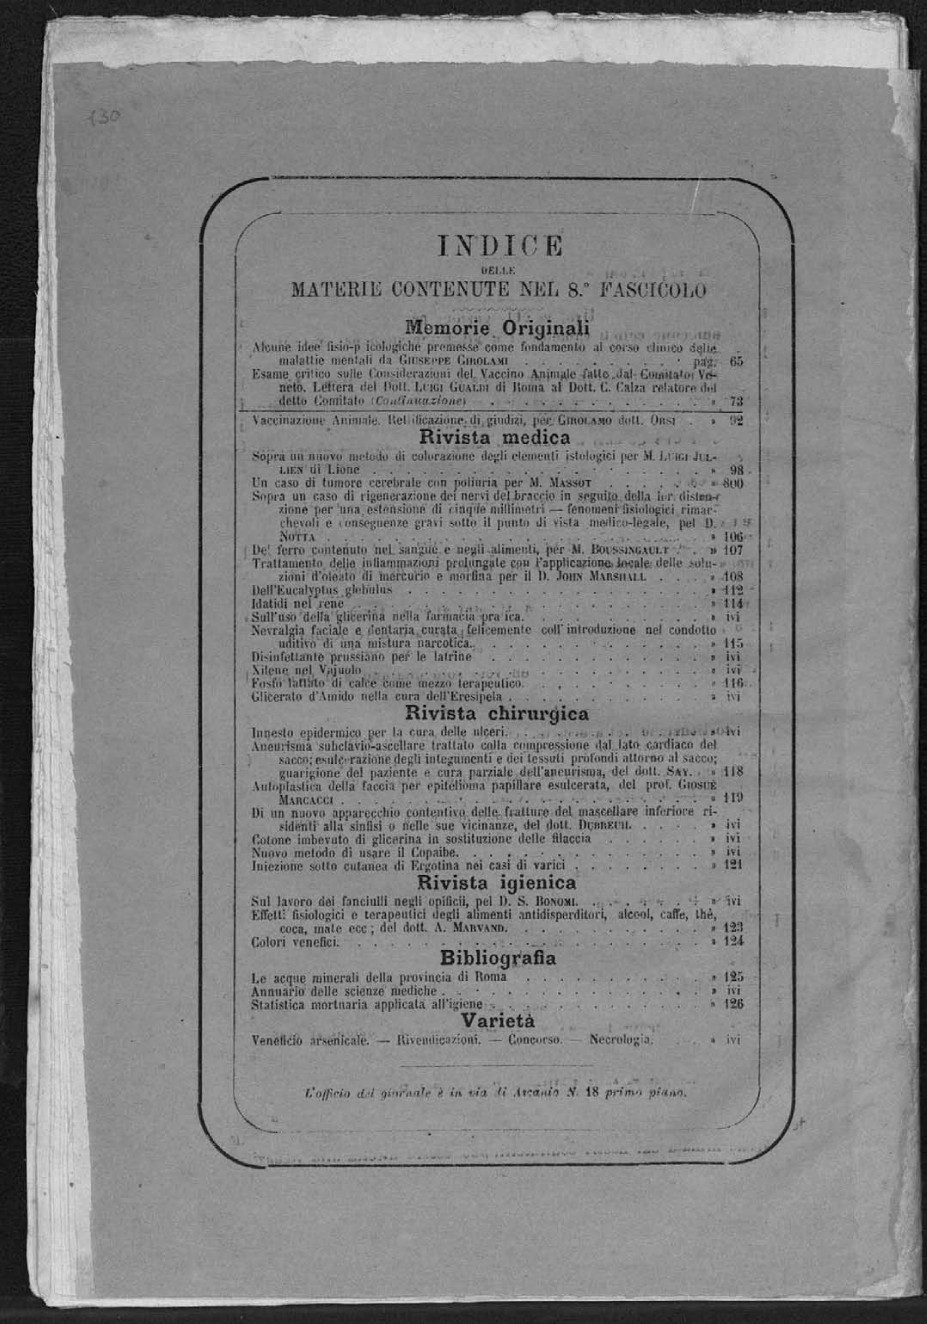 130
INDICE
DELLE
MATERIE CONTENUTE NEL 8.° FASCICOLO
Memorie Originali
Alcune idee fisio-p icologiche premesse come fondamento al corso clinico delle
malattie mentali da GIUSEPPE GIROLAMI . . . pag. 65
Esame critico sulle Considerazioni del Vaccino Animale fatto dal Comitato Ve-
neto. Lettera del Dott. LUIGI GUALDI di Roma al Dott. C. Calza relatore del
detto Comitato (Continuazione) . . . » 73
Vaccinazione Animale. Rettificazione di giudizi, per GIROLAMO dott. ORSI . » 92
Rivista medica
Sopra un nuovo metodo di colorazione degli elementi istologici per M. LUIGI JUL-
LIEN di Lione . . . » 98
Un caso di tumore cerebrale con poliuria per M. MASSOT . . . » 800
Sopra un caso di rigenerazione dei nervi del braccio in seguito della lor disten-
zione per una estensione di cinque millimetri — fenomeni fisiologici rimar-
chevoli e conseguenze gravi sotto il punto di vista medico-legale, pel D.
NOTTA . . . » 106
De' ferro contenuto nel sangue e negli alimenti, per M. BOUSSINGAULT . . » 107
Trattamento delle infiammazioni prolungate con l'applicazione locale delle solu-
zioni d'oleato di mercurio e morfina per il D. JOHN MARSHALL . . . » 108
Dell'Eucalyptus globulus . . . » 112
Idatidi nel rene . . . » 114
Sull'uso della glicerina nella farmacia pra ica. . . . » ivi
Nevralgia faciale e dentaria curata felicemente coll'introduzione nel condotto
uditivo di una mistura narcotica. . . . » 115
Disinfettante prussiano per le latrine . . . » ivi
Xilene nel Vajuolo . . . » ivi
Fosfo lattato di calce come mezzo terapeutico. . . . » 116
Glicerato d'Amido nella cura dell'Eresipela . . . » ivi
Rivista chirurgica
Innesto epidermico per la cura delle ulceri. . . . » ivi
Aneurisma subclavio-ascellare trattato colla compressione dal lato cardiaco del
sacco; esulcerazione degli integumenti e dei tessuti profondi attorno al sacco;
guarigione del paziente e cura parziale dell'aneurisma, del dott. SAY. . » 118
Autoplastica della faccia per epitelioma papillare esulcerata, del prof. GIOSUÈ
MARCACCI . . . » 119
Di un nuovo apparecchio contentivo delle fratture del mascellare inferiore ri-
sidenti alla sinfisi o nelle sue vicinanze, del dott. DUBREUIL . . . » ivi
Cotone imbevuto di glicerina in sostituzione delle filaccia . . . » ivi
Nuovo metodo di usare il Copaibe. . . . » ivi
Iniezione sotto cutanea di Ergotina nei casi di varici . . . » 121
Rivista igienica
Sul lavoro dei fanciulli negli opificii, pel D. S. BONOMI. . . . » ivi
Effetti fisiologici e terapeutici degli alimenti antidisperditori, alcool, caffe, thè,
coca, mate ecc; del dott. A. MARVAND. . . . » 123
Colori venefici. . . . » 124
Bibliografia
Le acque minerali della provincia di Roma . . . » 125
Annuario delle scienze mediche . . . » ivi
Statistica mortuaria applicata all'igiene . . . » 126
Varietà
Veneficio arsenicale. — Rivendicazioni. — Concorso. — Necrologia. . . » ivi
L'officio del giornale è in via di Ascanio N. 18 primo piano.